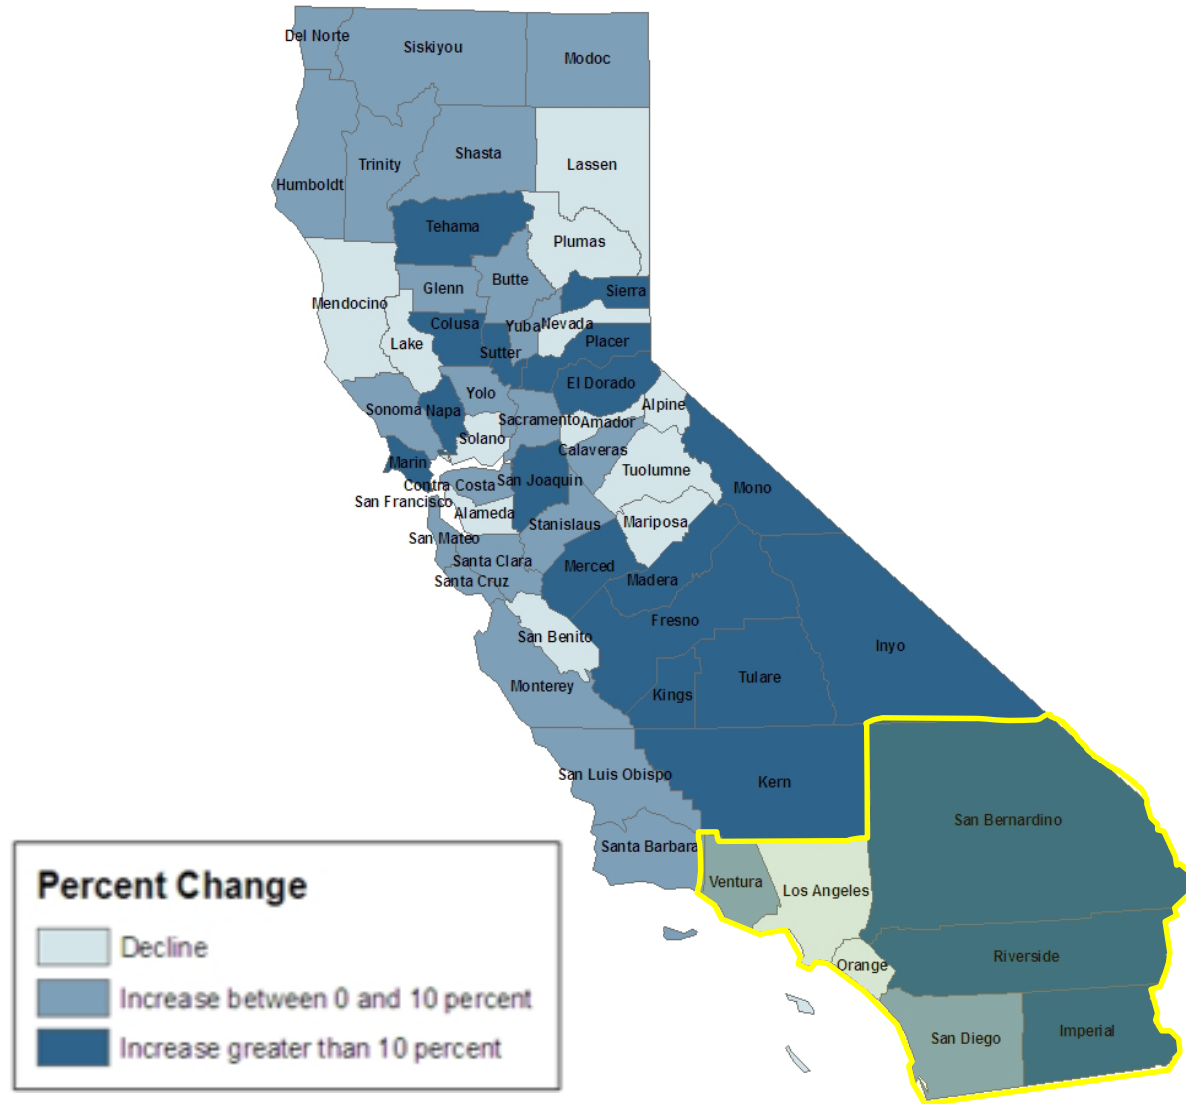 Del Norte
Siskiyou
Modoc
Humboldt
Trinity
Shasta
Lassen
Tehama
Plumas
Mendocino
Glenn
Butte
Sierra
Lake
Colusa
Sutter
Yuba
Nevada
Placer
El Dorado
Sonoma
Napa
Yolo
Sacramento
Amador
Alpine
Solano
Calaveras
Tuolumne
Marin
Contra Costa
San Joaquin
Mono
San Francisco
Alameda
Stanislaus
Mariposa
San Mateo
Santa Clara
Santa Cruz
Merced
Madera
Fresno
San Benito
Inyo
Monterey
Kings
Tulare
San Luis Obispo
Kern
Santa Barbara
San Bernardino
Ventura
Los Angeles
Orange
Riverside
San Diego
Imperial
Percent Change
Decline
Increase between 0 and 10 percent
Increase greater than 10 percent